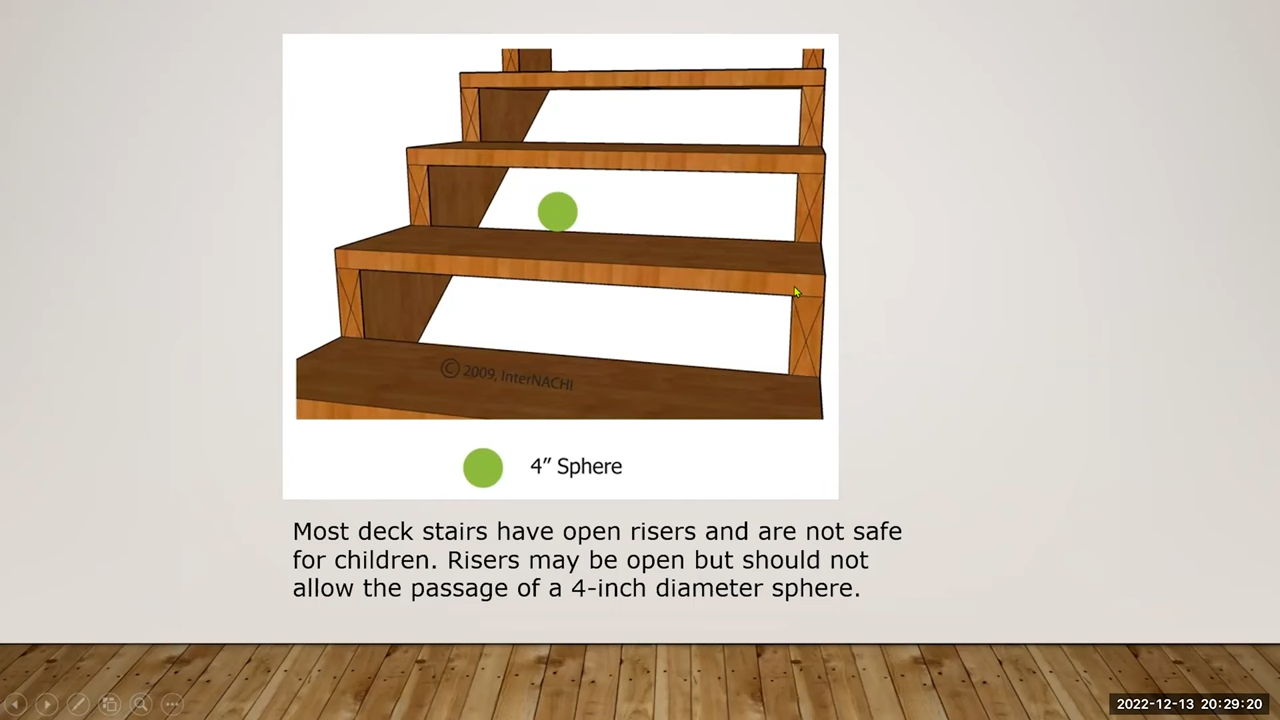 © 2009, InterNACHI
4” Sphere
Most deck stairs have open risers and are not safe
for children. Risers may be open but should not
allow the passage of a 4-inch diameter sphere.
2022-12-13 20:29:20